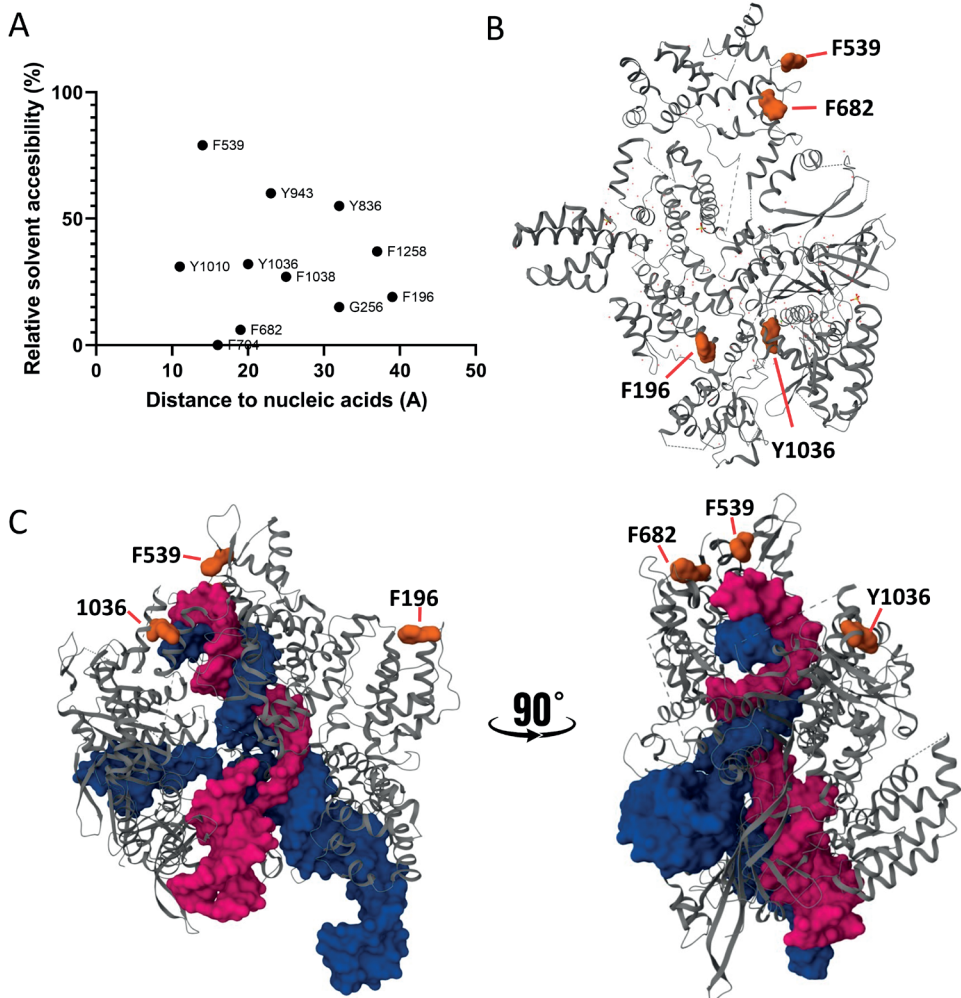 A
Relative solvent accesibility (%)
100
50
0
F539
Y943
Y836
F1258
Y1010
Y1036
F1038
F196
G256
F682
F704
0 10 20 30 40 50
Distance to nucleic acids (A)
B
F539
F682
F196
Y1036
C
F539
1036
F196
90°
F539
F682
Y1036